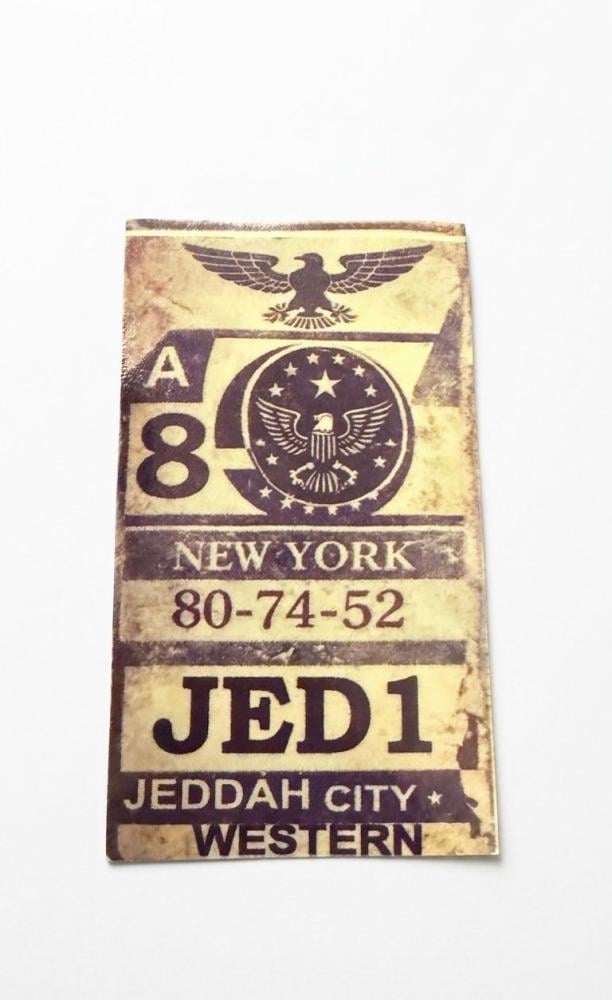 A
8
NEW YORK
80-74-52
JED1
JEDDAH CITY
WESTERN